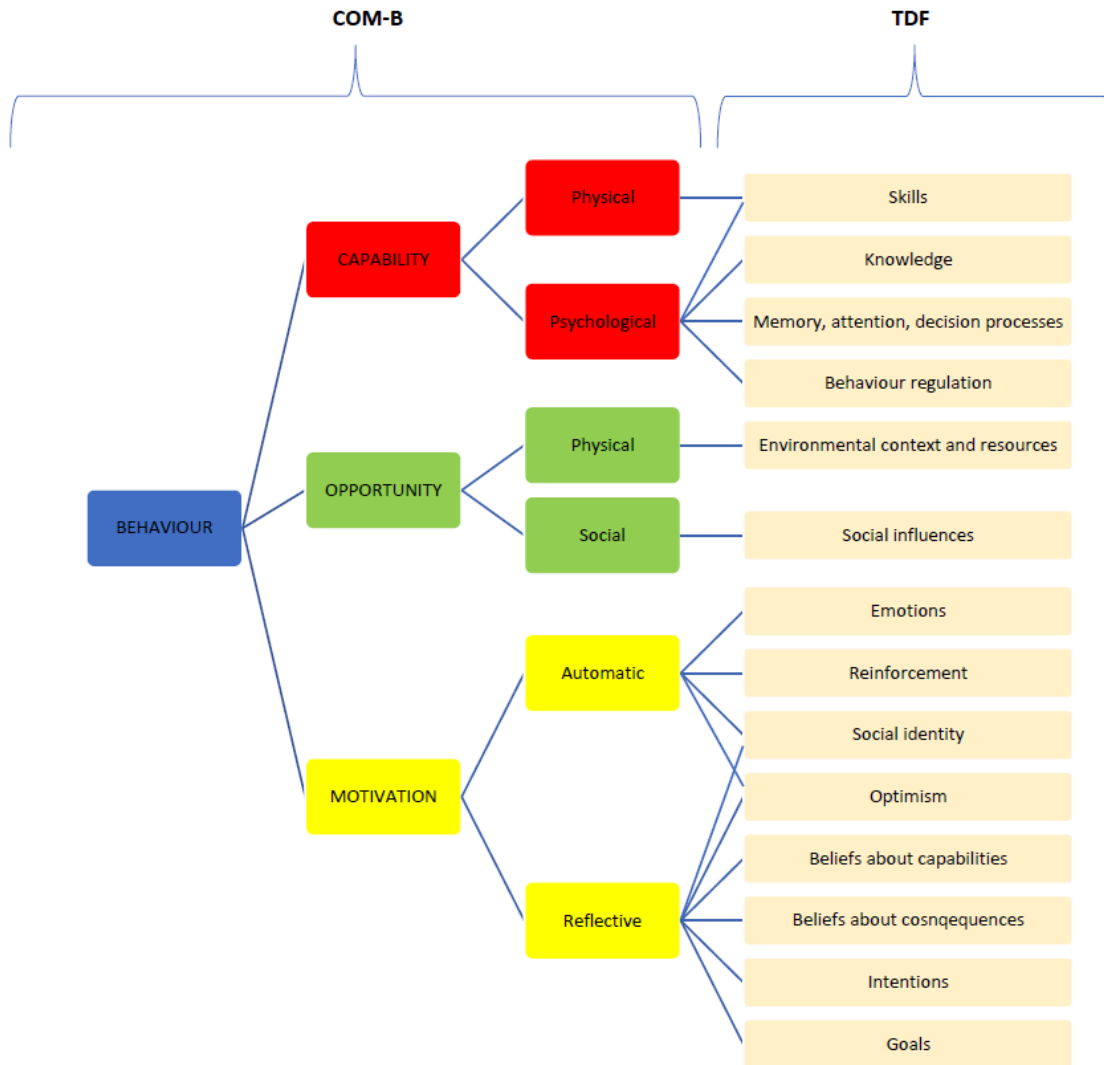 COM-B
TDF
Physical
Skills
CAPABILITY
Knowledge
Psychological
Memory, attention, decision processes
Behaviour regulation
Physical
Environmental context and resources
OPPORTUNITY
BEHAVIOUR
Social
Social influences
Emotions
Automatic
Reinforcement
Social identity
MOTIVATION
Optimism
Beliefs about capabilities
Reflective
Beliefs about cosnqequences
Intentions
Goals